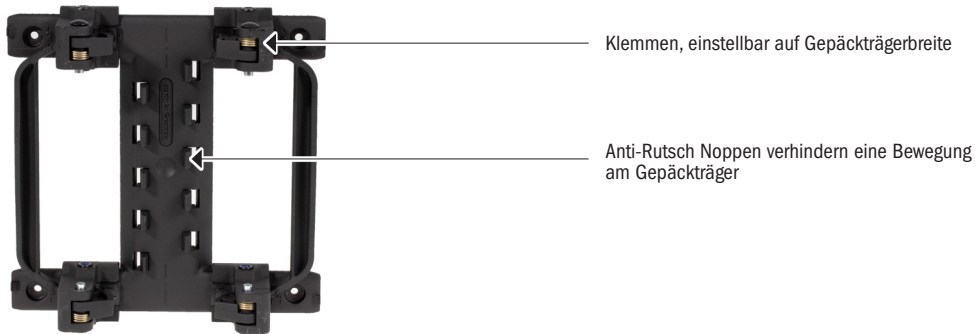 Klemmen, einstellbar auf Gepäckträgerbreite
Anti-Rutsch Noppen verhindern eine Bewegung
am Gepäckträger